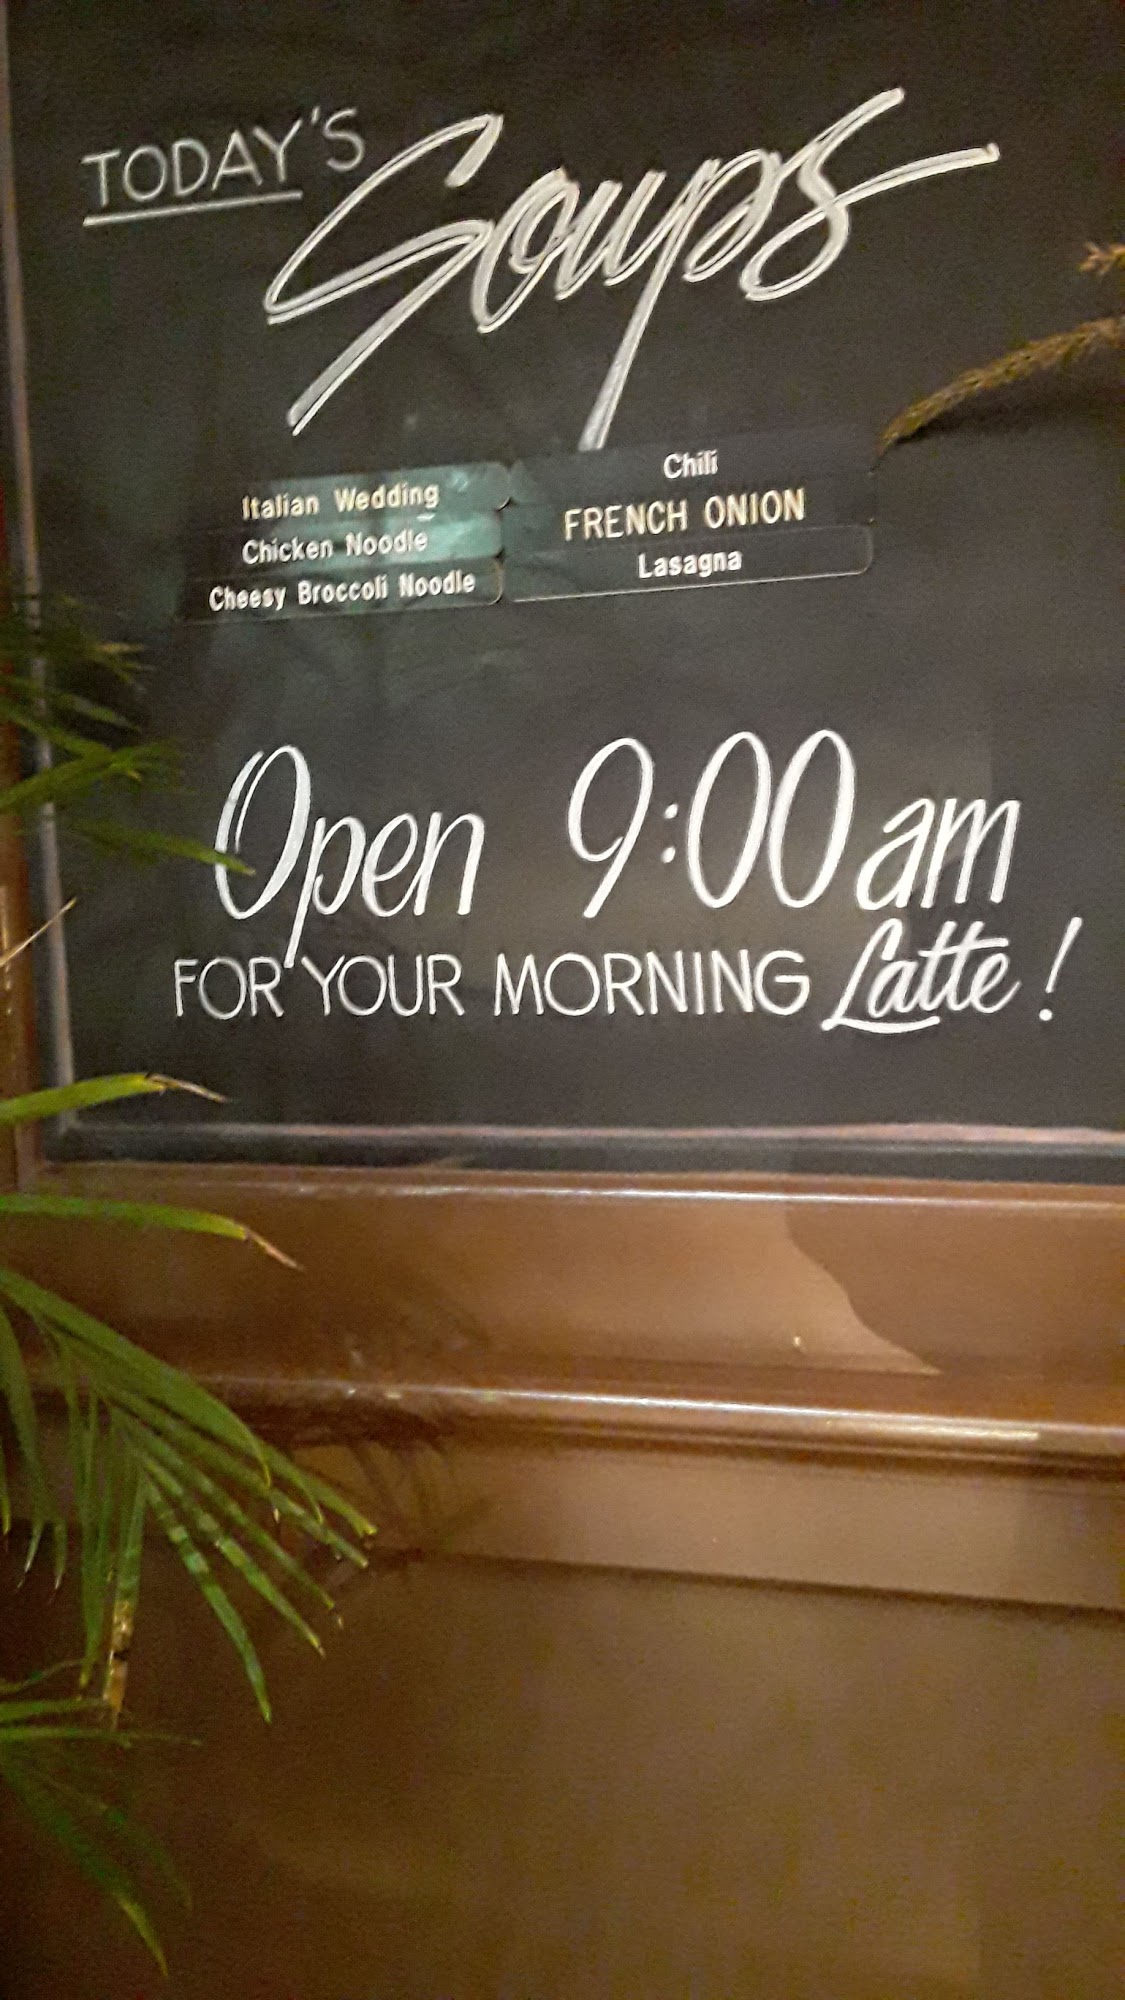 TODAY'S Soups
Italian Wedding
Chicken Noodle
Cheesy Broccoli Noodle
Chili
FRENCH ONION
Lasagna
Open 9:00 am
FOR YOUR MORNING Latte!